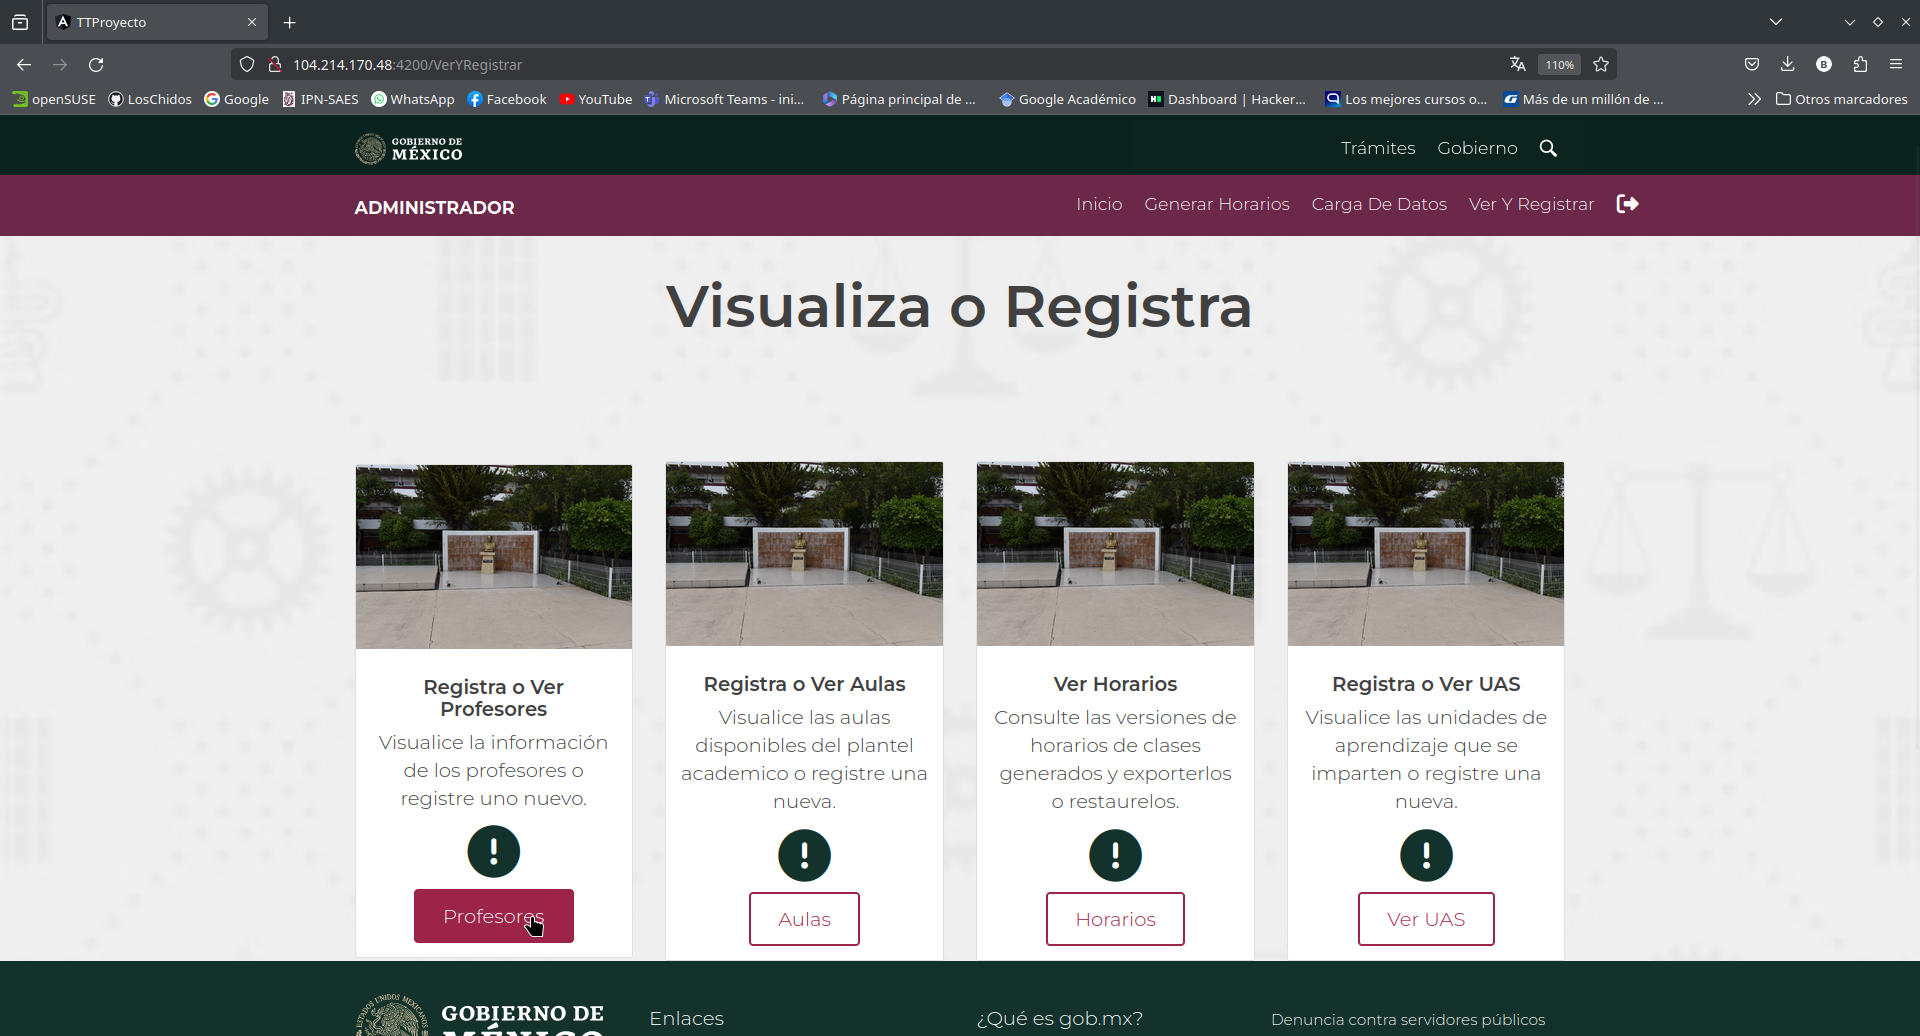 TTProyecto
104.214.170.48:4200/VerYRegistrar
110%
openSUSE LosChidos Google IPN-SAES WhatsApp Facebook YouTube Microsoft Teams - ini... Página principal de ... Google Académico Dashboard | Hacker... Los mejores cursos o... Más de un millón de ... Otros marcadores
GOBIERNO DE
MÉXICO
Trámites Gobierno
ADMINISTRADOR
Inicio Generar Horarios Carga De Datos Ver Y Registrar
Visualiza o Registra
Registra o Ver
Profesores
Visualice la información
de los profesores o
registre uno nuevo.
Profesores
Registra o Ver Aulas
Visualice las aulas
disponibles del plantel
academico o registre una
nueva.
Aulas
Ver Horarios
Consulte las versiones de
horarios de clases
generados y exporterlos
o restaurelos.
Horarios
Registra o Ver UAS
Visualice las unidades de
aprendizaje que se
imparten o registre una
nueva.
Ver UAS
ESTADOS UNIDOS MEXICANOS
GOBIERNO DE
MÉXICO
Enlaces
¿Qué es gob.mx?
Denuncia contra servidores públicos